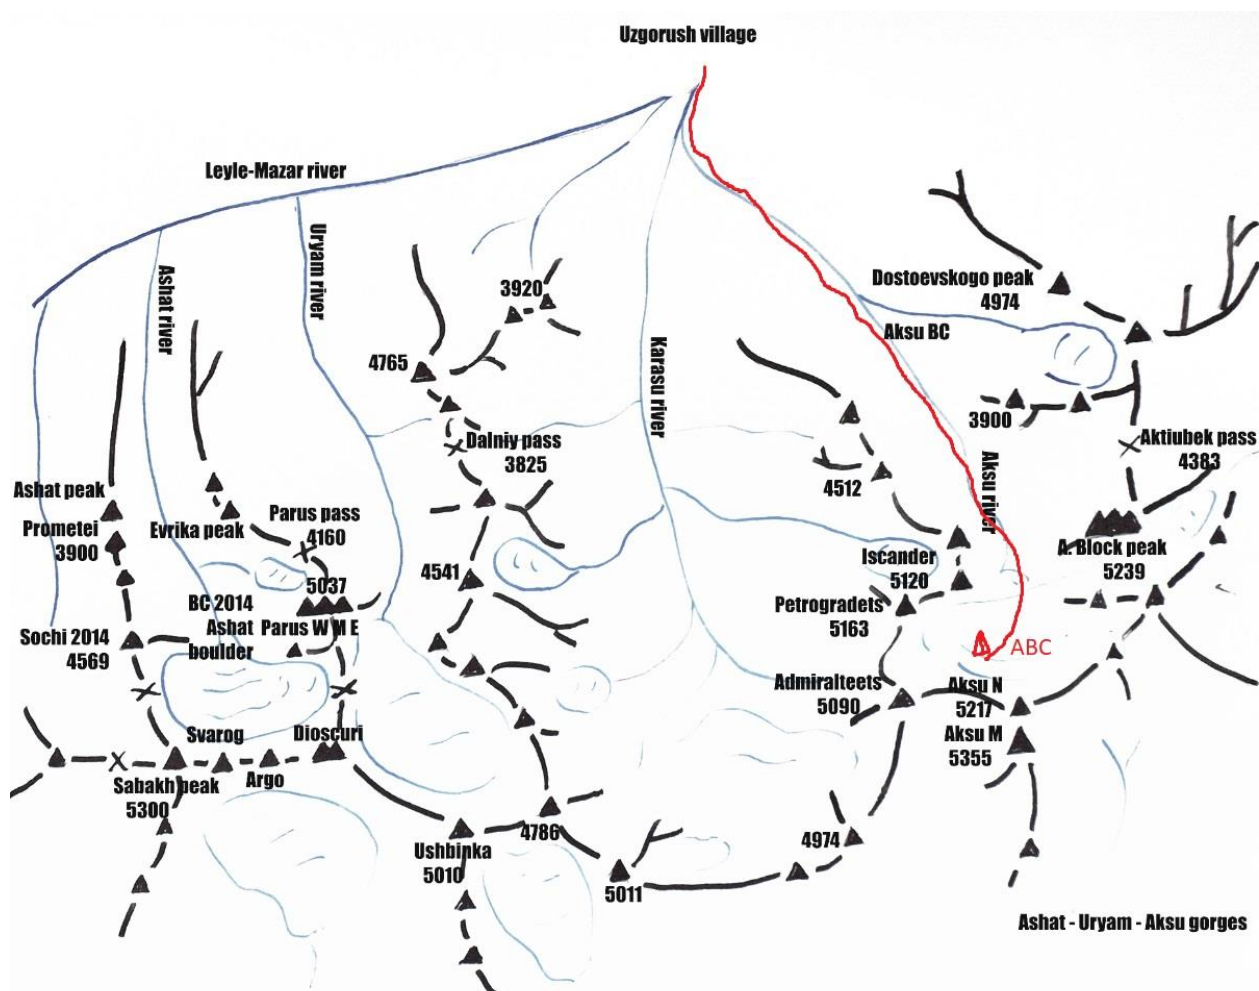 Uzgorush village
Leyle-Mazar river
Ashat river
Uryam river
3920
Dostoevskogo peak
4974
Aksu BC
4765
Karasu river
3900
Dalniy pass
3825
Aktiubek pass
4383
4512
Aksu river
Ashat peak
Prometei
3900
Evrika peak
Parus pass
4160
A. Block peak
5239
Iscander
5120
4541
5037
BC 2014
Ashat
boulder
Parus W M E
Petrogradets
5163
Sochi 2014
4569
ABC
Admiralteets
5090
Aksu N
5217
Aksu M
5355
Svarog
Dioscuri
Sabakh peak
5300
Argo
4786
4974
Ushbinka
5010
5011
Ashat - Uryam - Aksu gorges